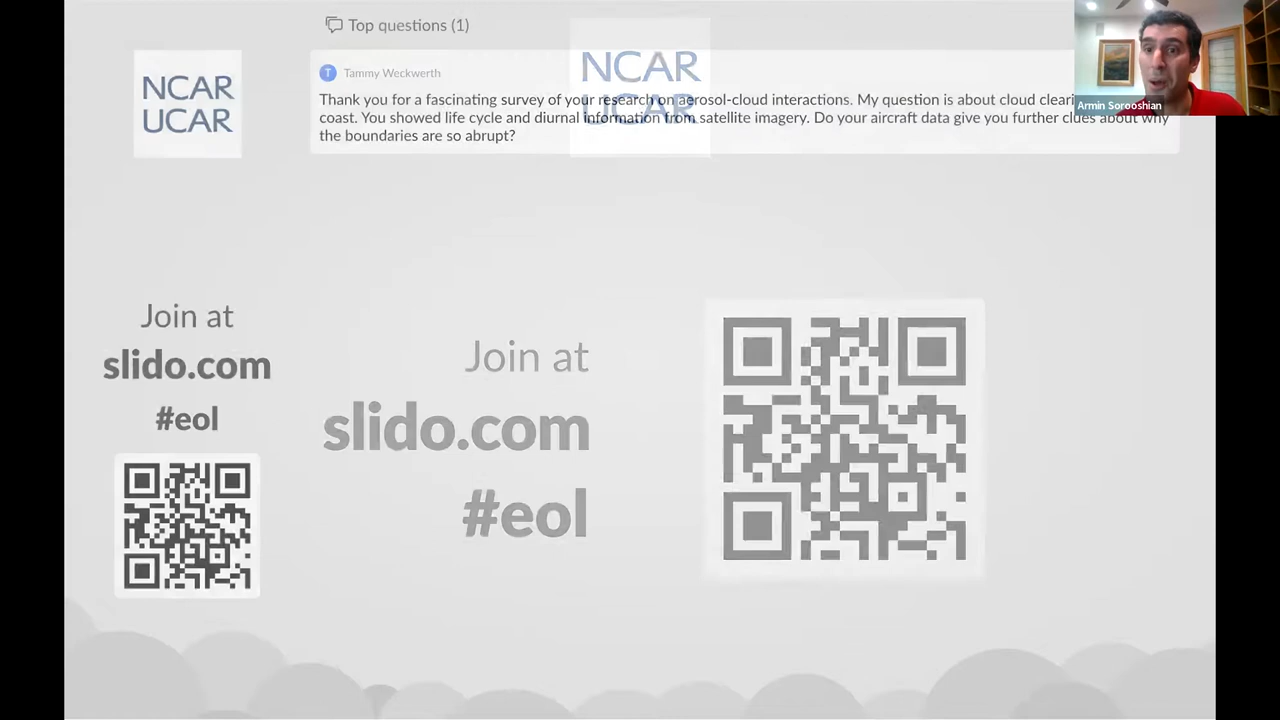 Top questions (1)
NCAR
UCAR
NCAR
UCAR
T Tammy Weckwerth
Thank you for a fascinating survey of your research on aerosol-cloud interactions. My question is about cloud
coast. You showed life cycle and diurnal information from satellite imagery. Do your aircraft data give you further clues about why
the boundaries are so abrupt?
Armin Sorooshian
Join at
slido.com
#eol
Join at
slido.com
#eol